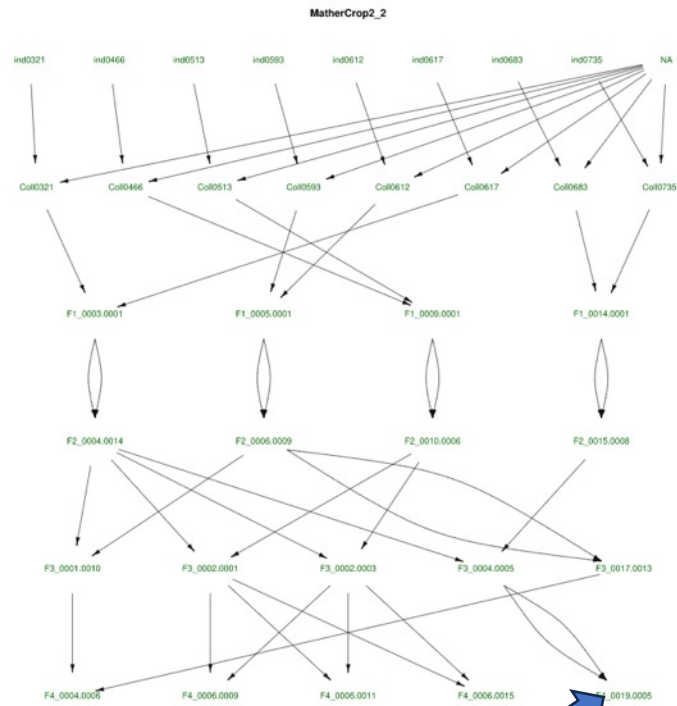 MatherCrop2_2
ind0321 ind0466 ind0513 ind0593 ind0612 ind0617 ind0683 ind0735 NA
Coll0321 Coll0466 Coll0513 Coll0593 Coll0612 Coll0617 Coll0683 Coll0735
F1_0003.0001 F1_0005.0001 F1_0009.0001 F1_0014.0001
F2_0004.0014 F2_0006.0009 F2_0010.0006 F2_0015.0008
F3_0001.0010 F3_0002.0001 F3_0002.0003 F3_0004.0005 F3_0017.0013
F4_0004.0006 F4_0006.0009 F4_0006.0011 F4_0006.0015 F4_0019.0005